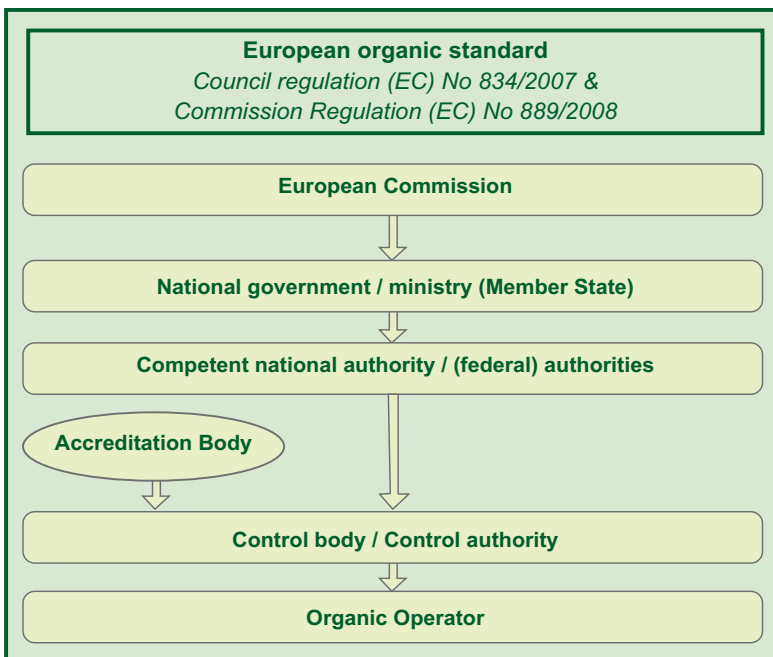 European organic standard
Council regulation (EC) No 834/2007 &
Commission Regulation (EC) No 889/2008
European Commission
National government / ministry (Member State)
Competent national authority / (federal) authorities
Accreditation Body
Control body / Control authority
Organic Operator